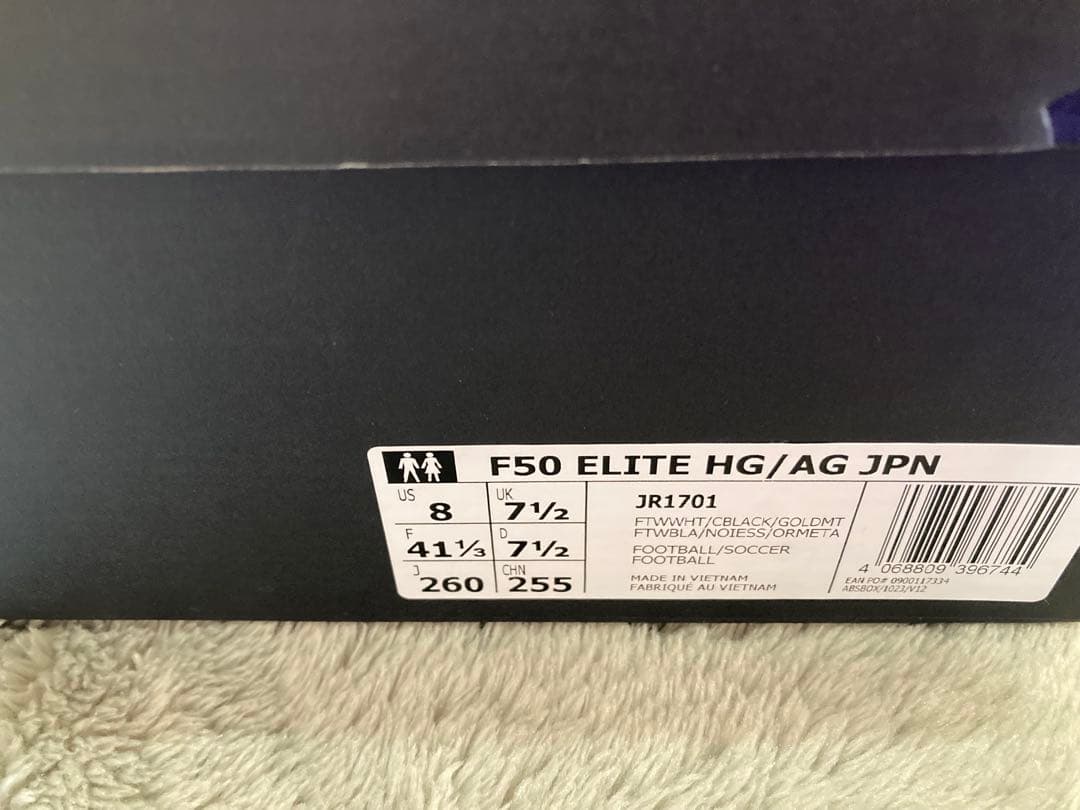 F50 ELITE HG/AG JPN
US 8
UK 7½
F 41⅓
D 7½
J 260
CHN 255
JR1701
FTWWHT/CBLACK/GOLDMT
FTWBLA/NOIESS/ORMETA
FOOTBALL/SOCCER
FOOTBALL
MADE IN VIETNAM
FABRIQUÉ AU VIETNAM
4 068809 396744
EAN PO# 0900117334
ABSBOX/1023/V12